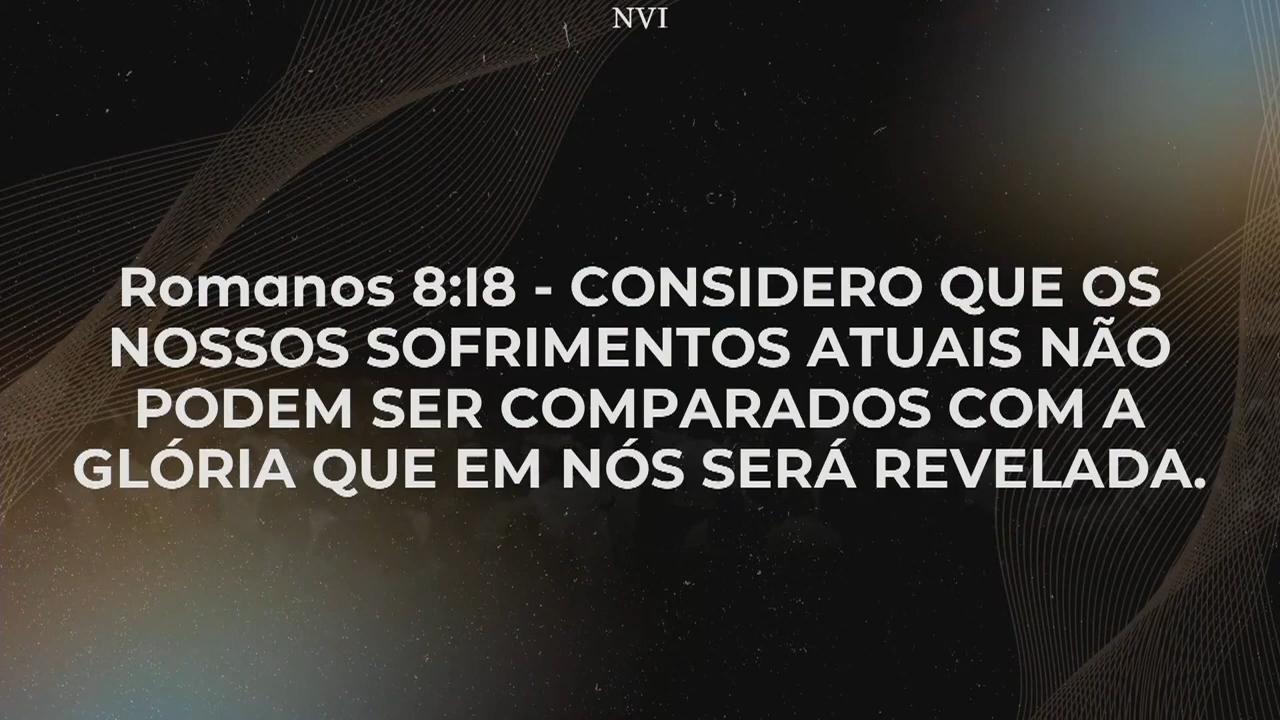 NVI
Romanos 8:18 - CONSIDERO QUE OS
NOSSOS SOFRIMENTOS ATUAIS NÃO
PODEM SER COMPARADOS COM A
GLÓRIA QUE EM NÓS SERÁ REVELADA.